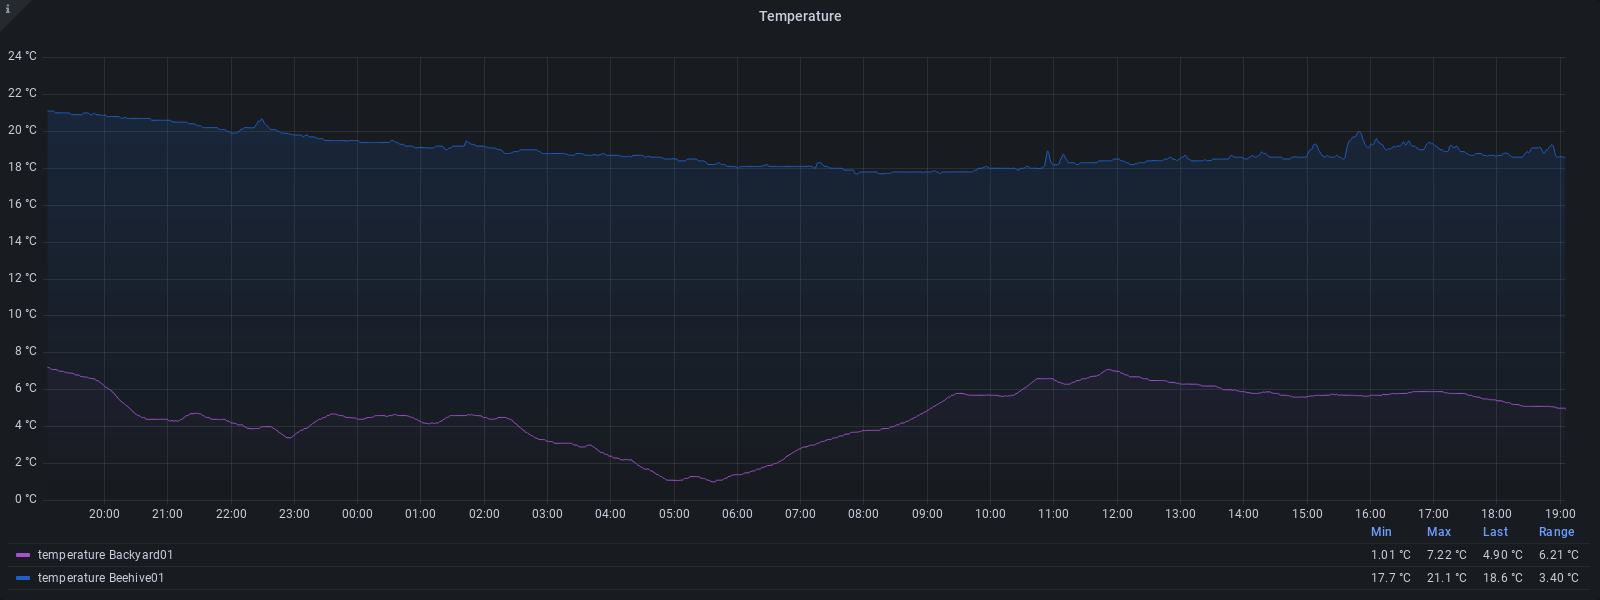 i
Temperature
24 °C
22 °C
20 °C
18 °C
16 °C
14 °C
12 °C
10 °C
8 °C
6 °C
4 °C
2 °C
0 °C
20:00 21:00 22:00 23:00 00:00 01:00 02:00 03:00 04:00 05:00 06:00 07:00 08:00 09:00 10:00 11:00 12:00 13:00 14:00 15:00 16:00 17:00 18:00 19:00
Min Max Last Range
temperature Backyard01 1.01 °C 7.22 °C 4.90 °C 6.21 °C
temperature Beehive01 17.7 °C 21.1 °C 18.6 °C 3.40 °C